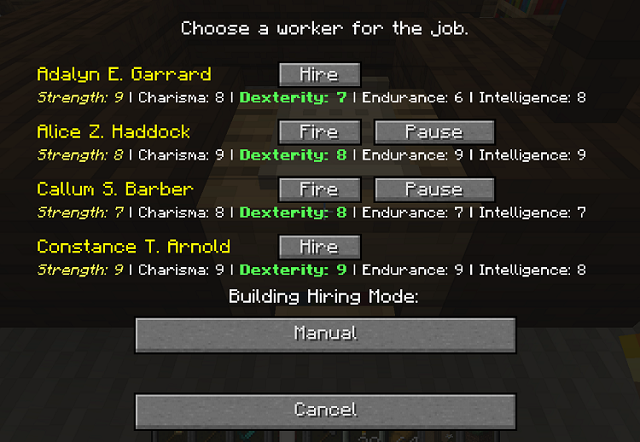 Choose a worker for the job.
Adalyn E. Garrard Hire
Strength: 9 | Charisma: 8 | Dexterity: 7 | Endurance: 6 | Intelligence: 8
Alice Z. Haddock Fire Pause
Strength: 8 | Charisma: 9 | Dexterity: 8 | Endurance: 9 | Intelligence: 9
Callum S. Barber Fire Pause
Strength: 7 | Charisma: 8 | Dexterity: 8 | Endurance: 7 | Intelligence: 7
Constance T. Arnold Hire
Strength: 9 | Charisma: 9 | Dexterity: 9 | Endurance: 9 | Intelligence: 8
Building Hiring Mode:
Manual
Cancel